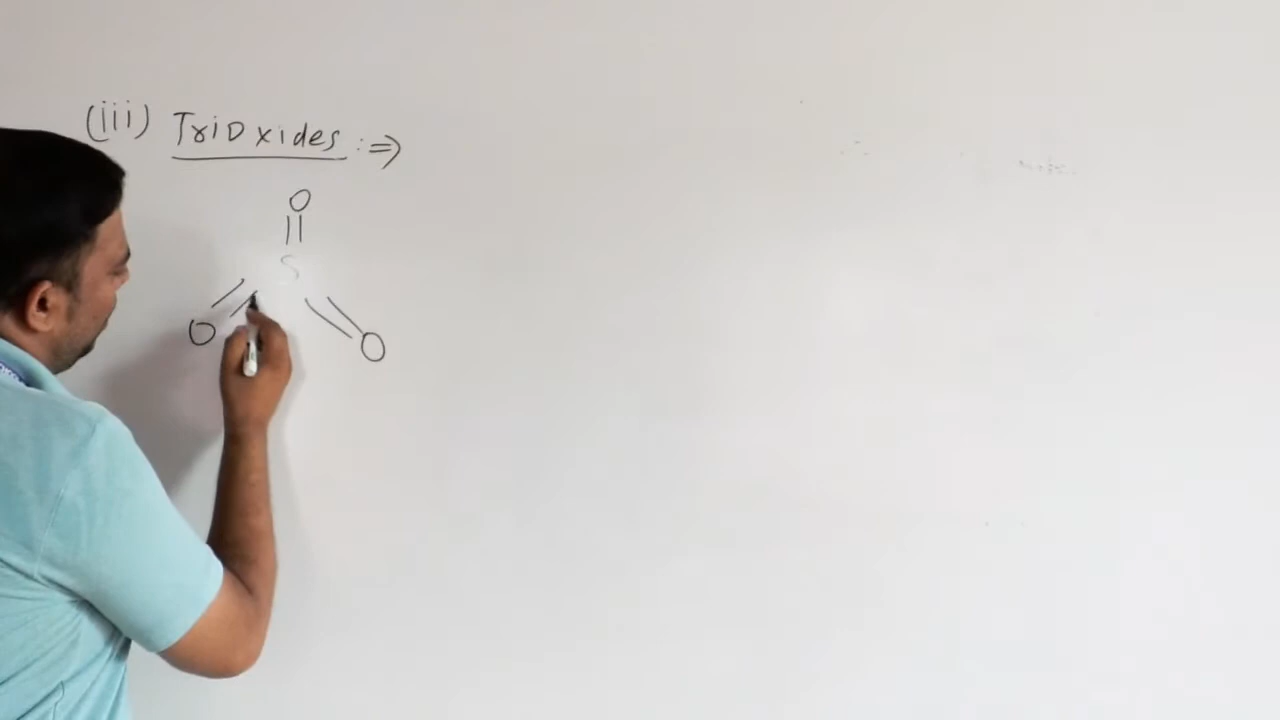 (iii) TriOxides :⇒
O
S
O O